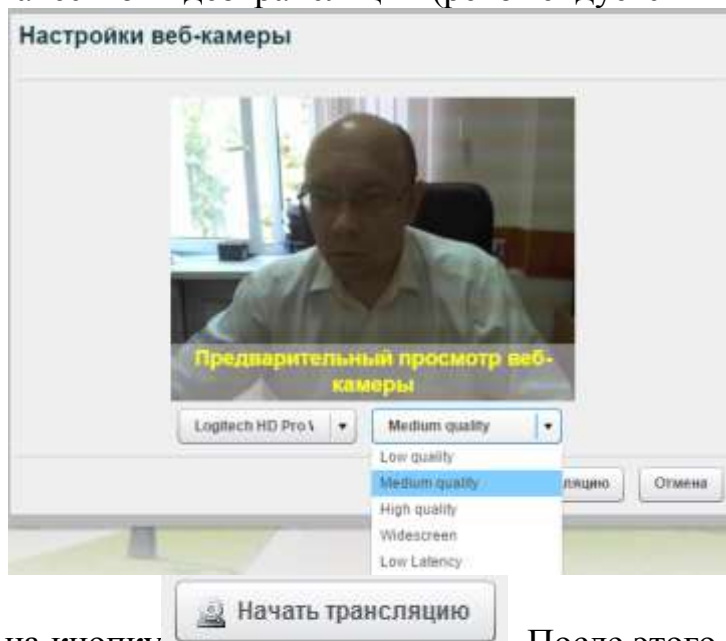 Настройки веб-камеры
Предварительный просмотр веб-
камеры
Logitech HD Pro Medium quality
Low quality
Medium quality
High quality
Widescreen
Low Latency
Отмена
на кнопку Начать трансляцию . После этого